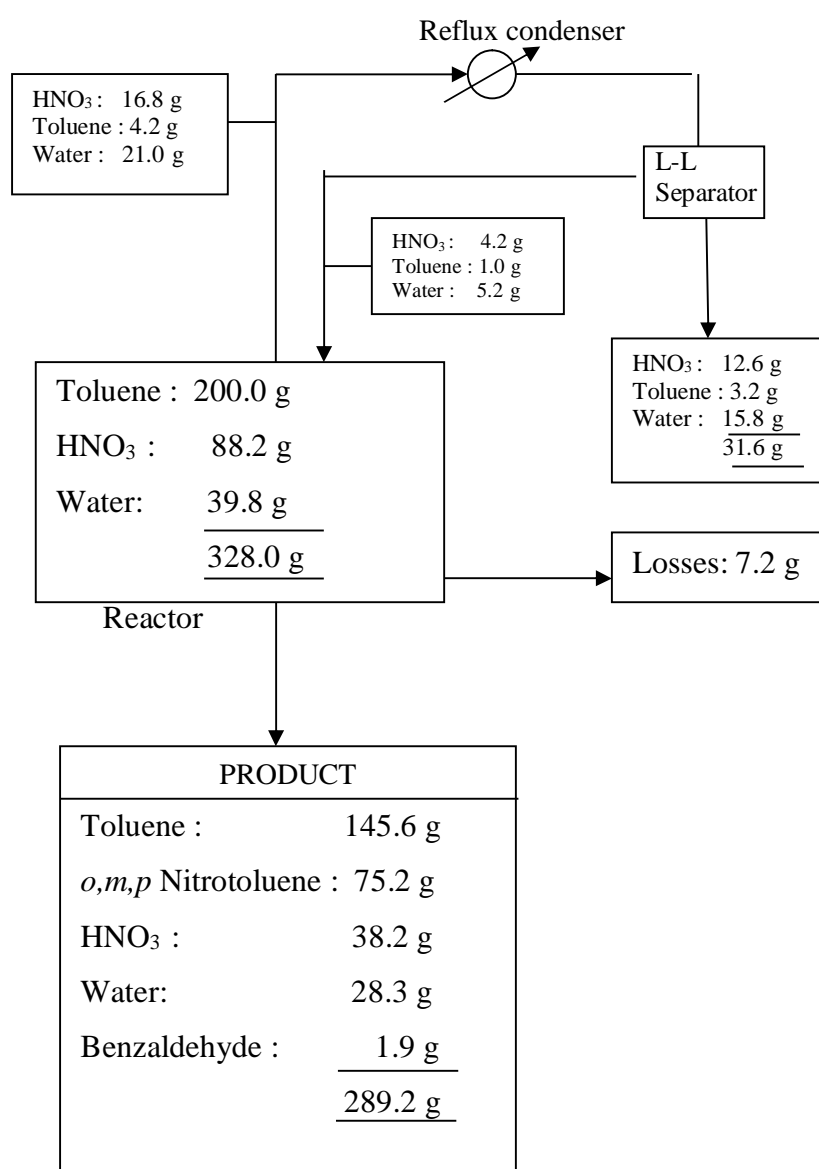 Reflux condenser
HNO₃ : 16.8 g
Toluene : 4.2 g
Water : 21.0 g
L-L
Separator
HNO₃ : 4.2 g
Toluene : 1.0 g
Water : 5.2 g
Toluene : 200.0 g
HNO₃ : 88.2 g
Water: 39.8 g
328.0 g
Reactor
HNO₃ : 12.6 g
Toluene : 3.2 g
Water : 15.8 g
31.6 g
Losses: 7.2 g
PRODUCT
Toluene : 145.6 g
o,m,p Nitrotoluene : 75.2 g
HNO₃ : 38.2 g
Water: 28.3 g
Benzaldehyde : 1.9 g
289.2 g